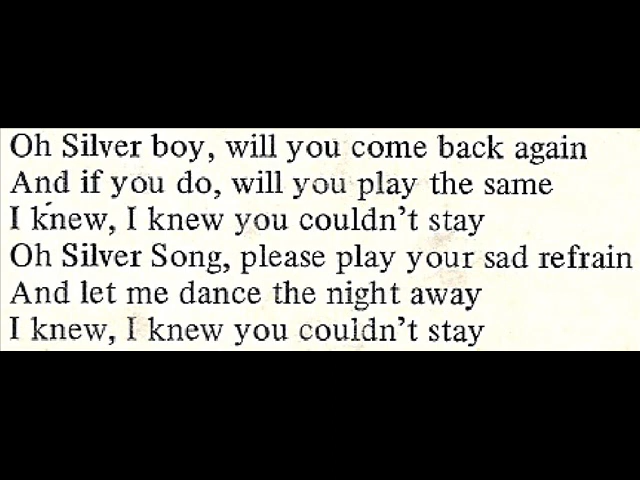 Oh Silver boy, will you come back again
And if you do, will you play the same
I knew, I knew you couldn't stay
Oh Silver Song, please play your sad refrain
And let me dance the night away
I knew, I knew you couldn't stay